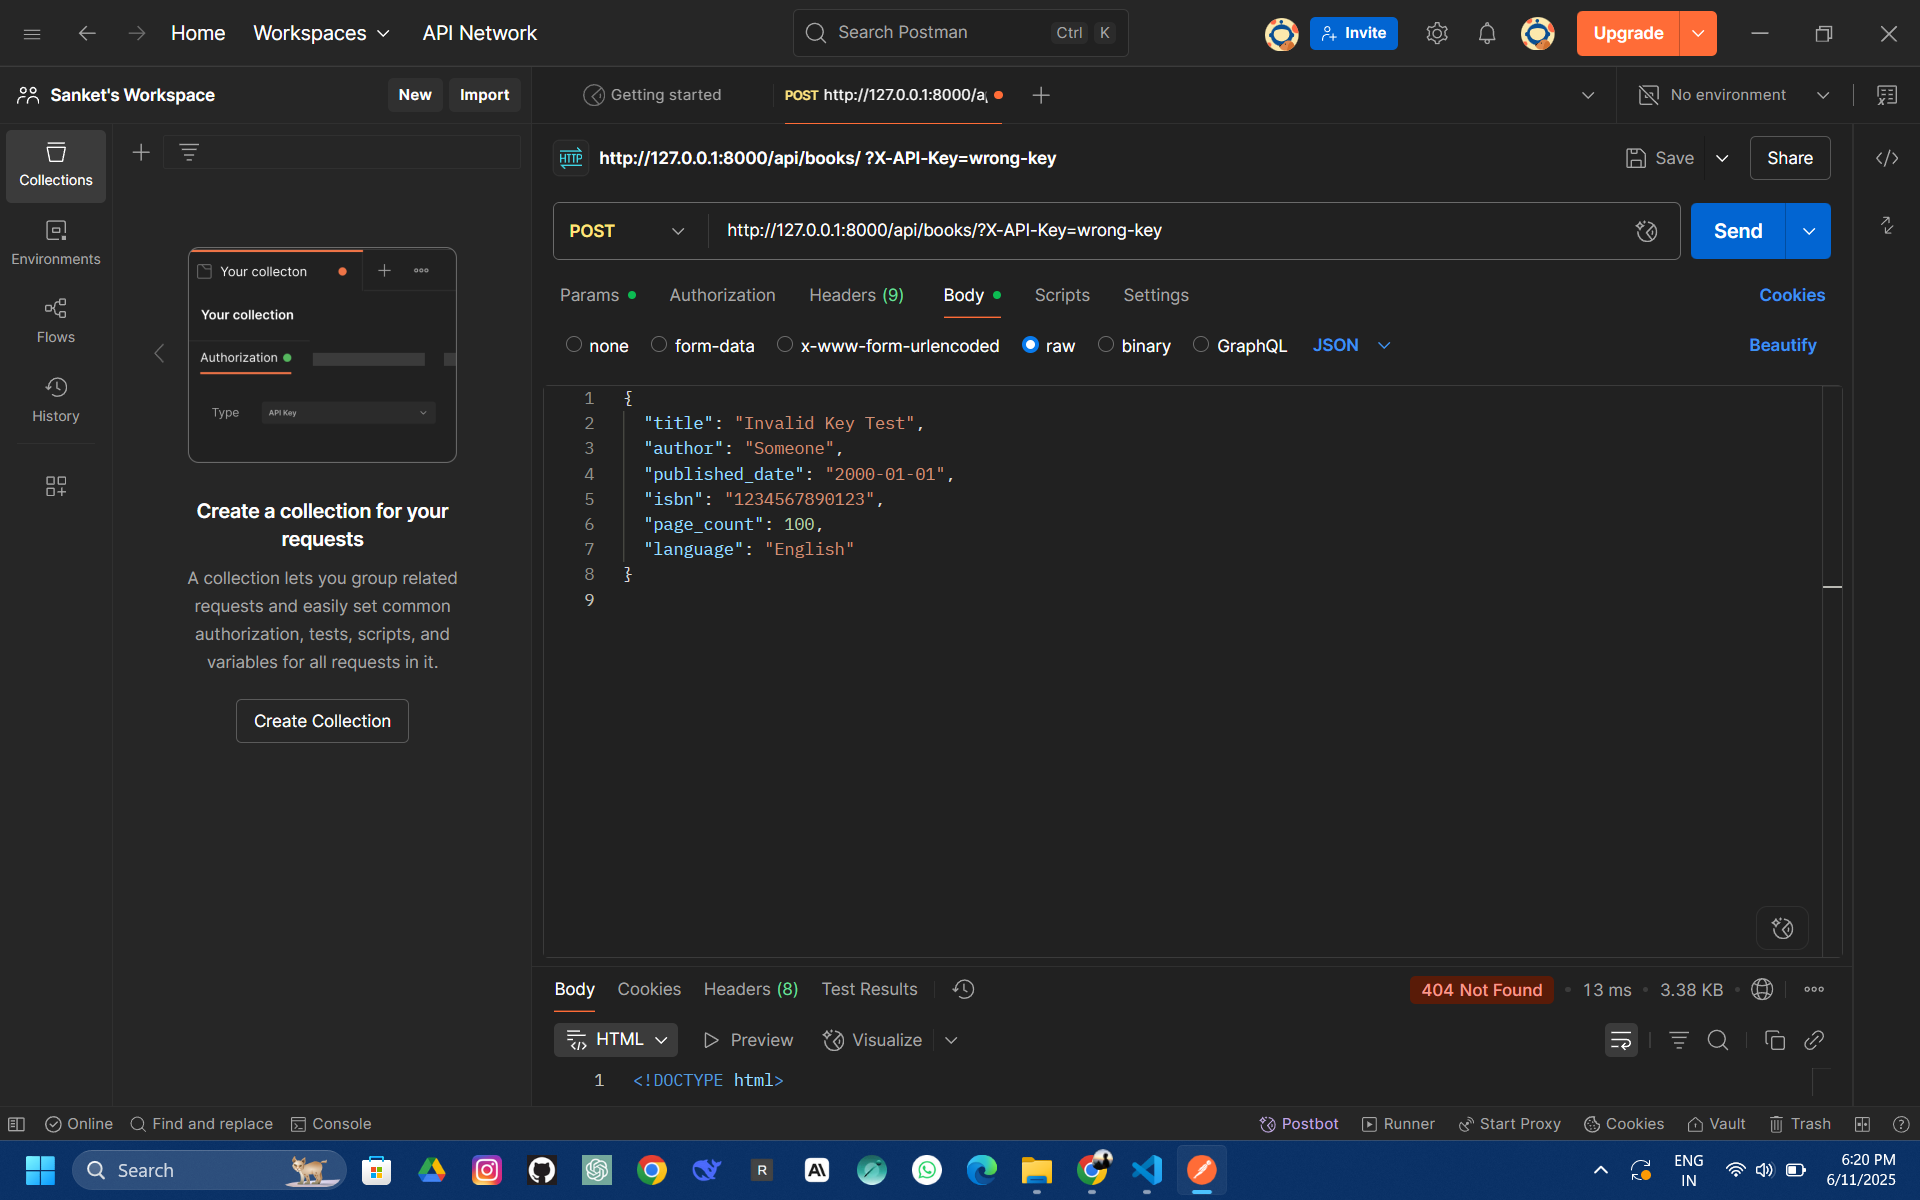 Home
Workspaces
API Network
Search Postman
Ctrl
K
Invite
Upgrade
Sanket's Workspace
New
Import
Getting started
POST http://127.0.0.1:8000/a
No environment
Collections
Environments
Flows
History
Your collecton
Your collection
Authorization
Type
API Key
Create a collection for your
requests
A collection lets you group related
requests and easily set common
authorization, tests, scripts, and
variables for all requests in it.
Create Collection
HTTP
http://127.0.0.1:8000/api/books/ ?X-API-Key=wrong-key
Save
Share
POST
http://127.0.0.1:8000/api/books/?X-API-Key=wrong-key
Send
Params
Authorization
Headers (9)
Body
Scripts
Settings
Cookies
none
form-data
x-www-form-urlencoded
raw
binary
GraphQL
JSON
Beautify
1 {
2 "title": "Invalid Key Test",
3 "author": "Someone",
4 "published_date": "2000-01-01",
5 "isbn": "1234567890123",
6 "page_count": 100,
7 "language": "English"
8 }
9
Body
Cookies
Headers (8)
Test Results
404 Not Found
13 ms
3.38 KB
HTML
Preview
Visualize
1 <!DOCTYPE html>
Online
Find and replace
Console
Postbot
Runner
Start Proxy
Cookies
Vault
Trash
Search
R
A\
ENG
IN
6:20 PM
6/11/2025